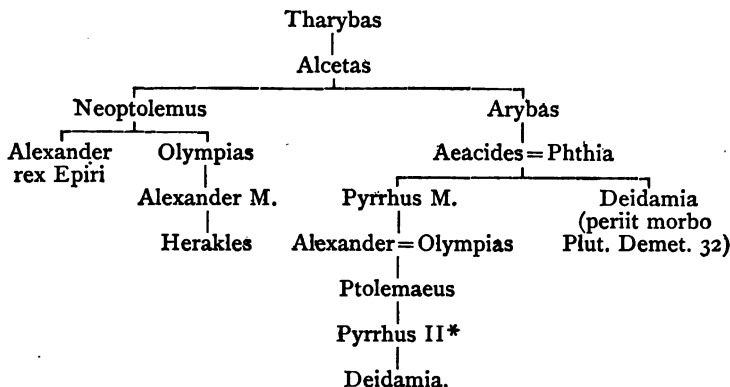 Tharybas
Alcetas
Neoptolemus Arybas
Alexander Olympias Aeacides=Phthia
rex Epiri
Alexander M. Pyrrhus M. Deidamia
(periit morbo
Herakles Alexander=Olympias Plut. Demet. 32)
Ptolemaeus
Pyrrhus II*
Deidamia.